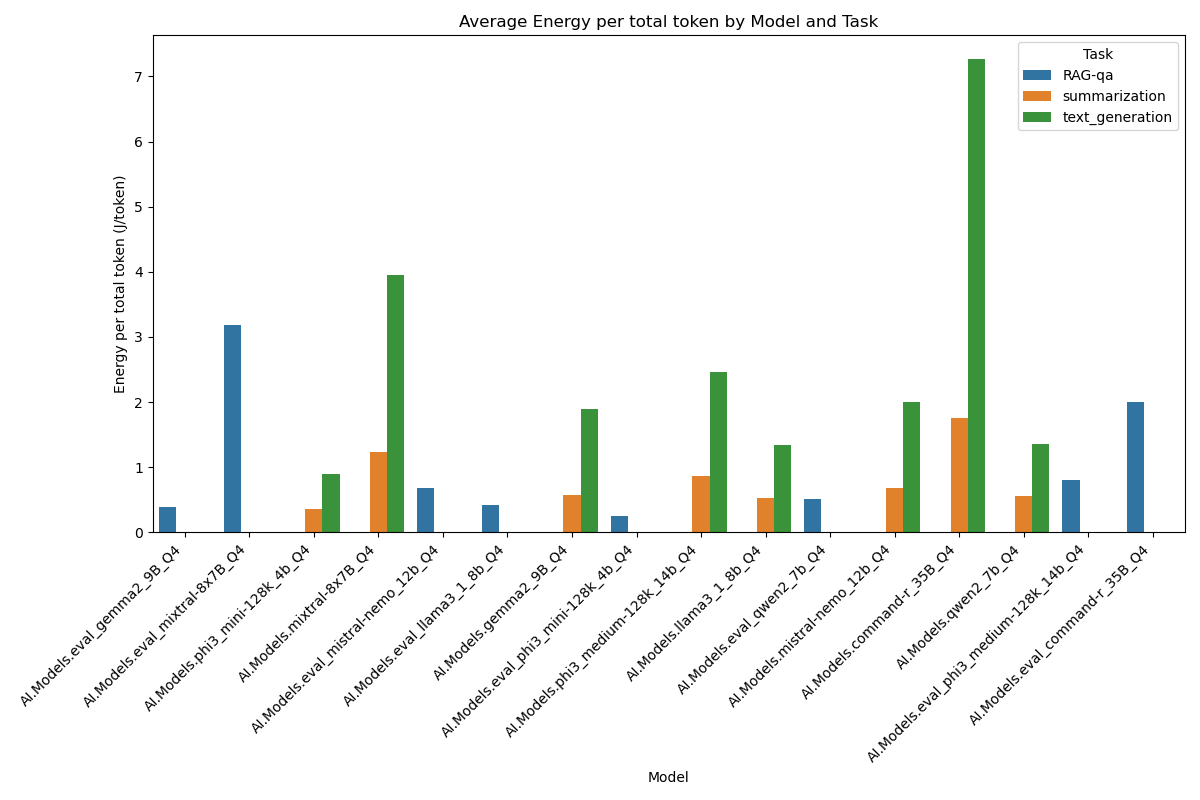 Average Energy per total token by Model and Task
Task
RAG-qa
summarization
text_generation
Energy per total token (J/token)
7
6
5
4
3
2
1
0
AI.Models.eval_gemma2_9B_Q4
AI.Models.eval_mixtral-8x7B_Q4
AI.Models.phi3_mini-128k_4b_Q4
AI.Models.mixtral-8x7B_Q4
AI.Models.eval_mistral-nemo_12b_Q4
AI.Models.eval_llama3_1_8b_Q4
AI.Models.gemma2_9B_Q4
AI.Models.eval_phi3_mini-128k_4b_Q4
AI.Models.phi3_medium-128k_14b_Q4
AI.Models.llama3_1_8b_Q4
AI.Models.eval_qwen2_7b_Q4
AI.Models.mistral-nemo_12b_Q4
AI.Models.command-r_35B_Q4
AI.Models.qwen2_7b_Q4
AI.Models.eval_phi3_medium-128k_14b_Q4
AI.Models.eval_command-r_35B_Q4
Model